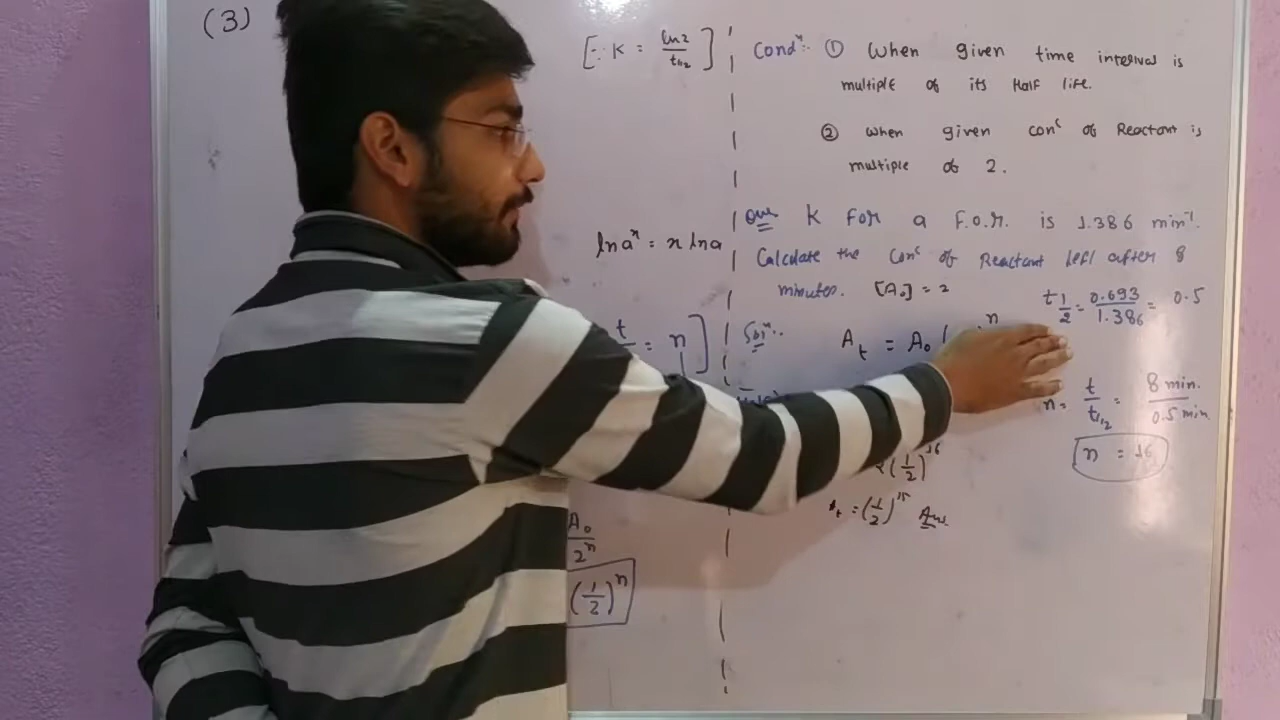 (3)
[∵ K = ln2/t1/2]
ln aˣ = x ln a
t = n]
A₀/2ⁿ
(1/2)ⁿ
Condⁿ:- ① When given time interval is
multiple of its Half life.
② When given concⁿ of Reactant is
multiple of 2.
Que K For a F.O.R. is 1.386 min⁻¹.
Calculate the Concⁿ of Reactant left after 8
minutes. [A₀] = 2
t1/2 = 0.693/1.386 = 0.5
Solⁿ:- Aₜ = A₀ ( n
n = t/t1/2 = 8 min./0.5 min
(1/2)¹⁶
n = 16
Aₜ = (1/2)¹⁵ Ans.